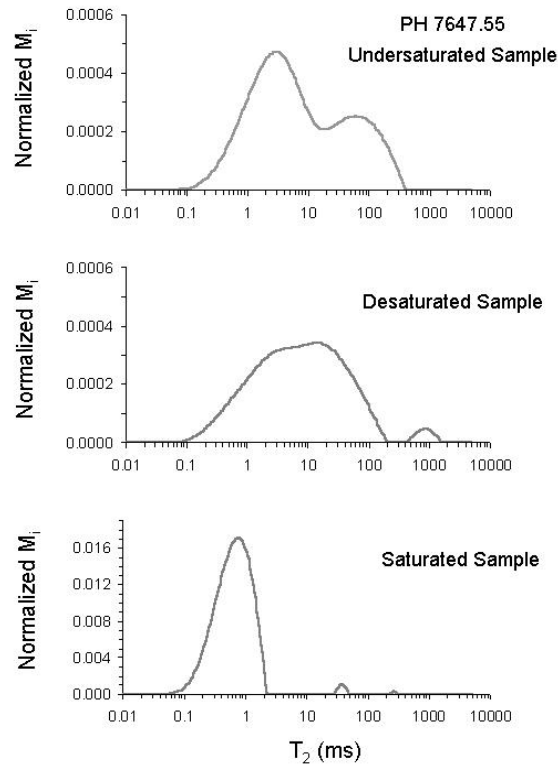 PH 7647.55
Undersaturated Sample
Normalized Mi
0.0006
0.0004
0.0002
0.0000
0.01 0.1 1 10 100 1000 10000
Desaturated Sample
Normalized Mi
0.0006
0.0004
0.0002
0.0000
0.01 0.1 1 10 100 1000 10000
Saturated Sample
Normalized Mi
0.016
0.012
0.008
0.004
0.000
0.01 0.1 1 10 100 1000 10000
T2 (ms)